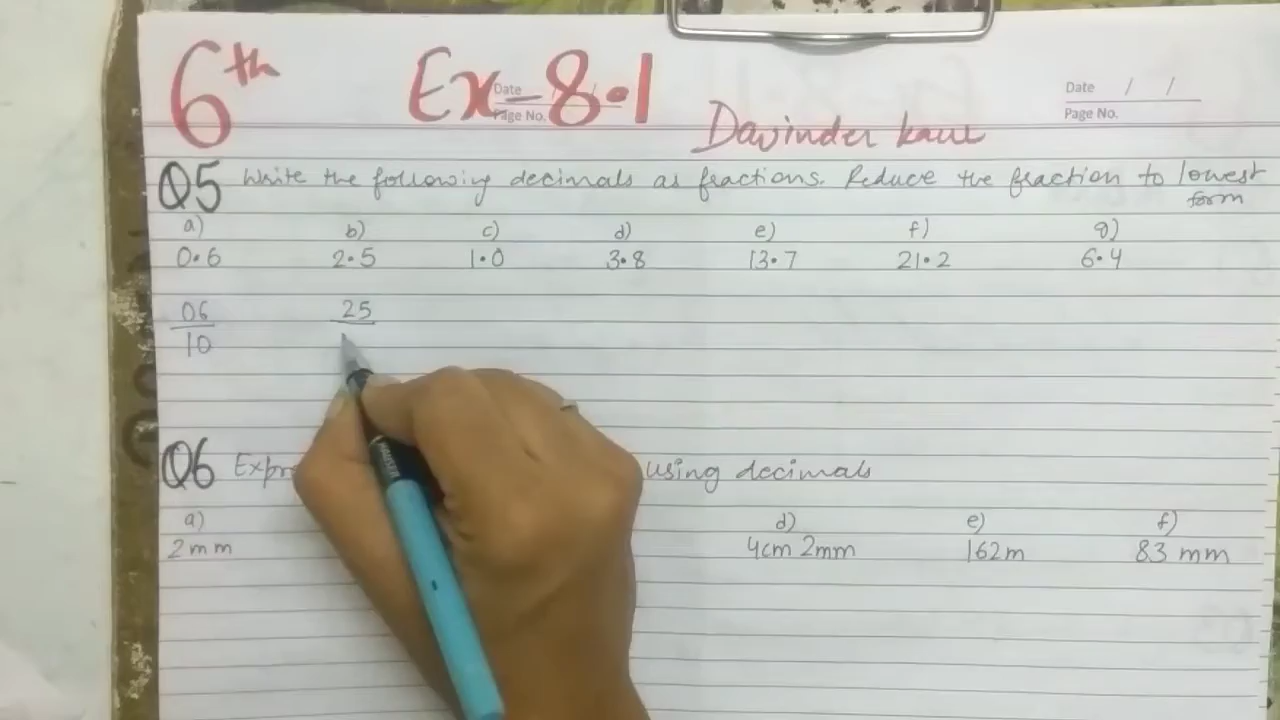 6th Ex-8.1
Date / /
Page No.
Davinder kaur
Date / /
Page No.
Q5 Write the following decimals as fractions. Reduce the fraction to lowest
form
a) b) c) d) e) f) g)
0.6 2.5 1.0 3.8 13.7 21.2 6.4
06 25
10
Q6 using decimals
a) d) e) f)
2mm 4cm 2mm 162m 83 mm
HAUSER